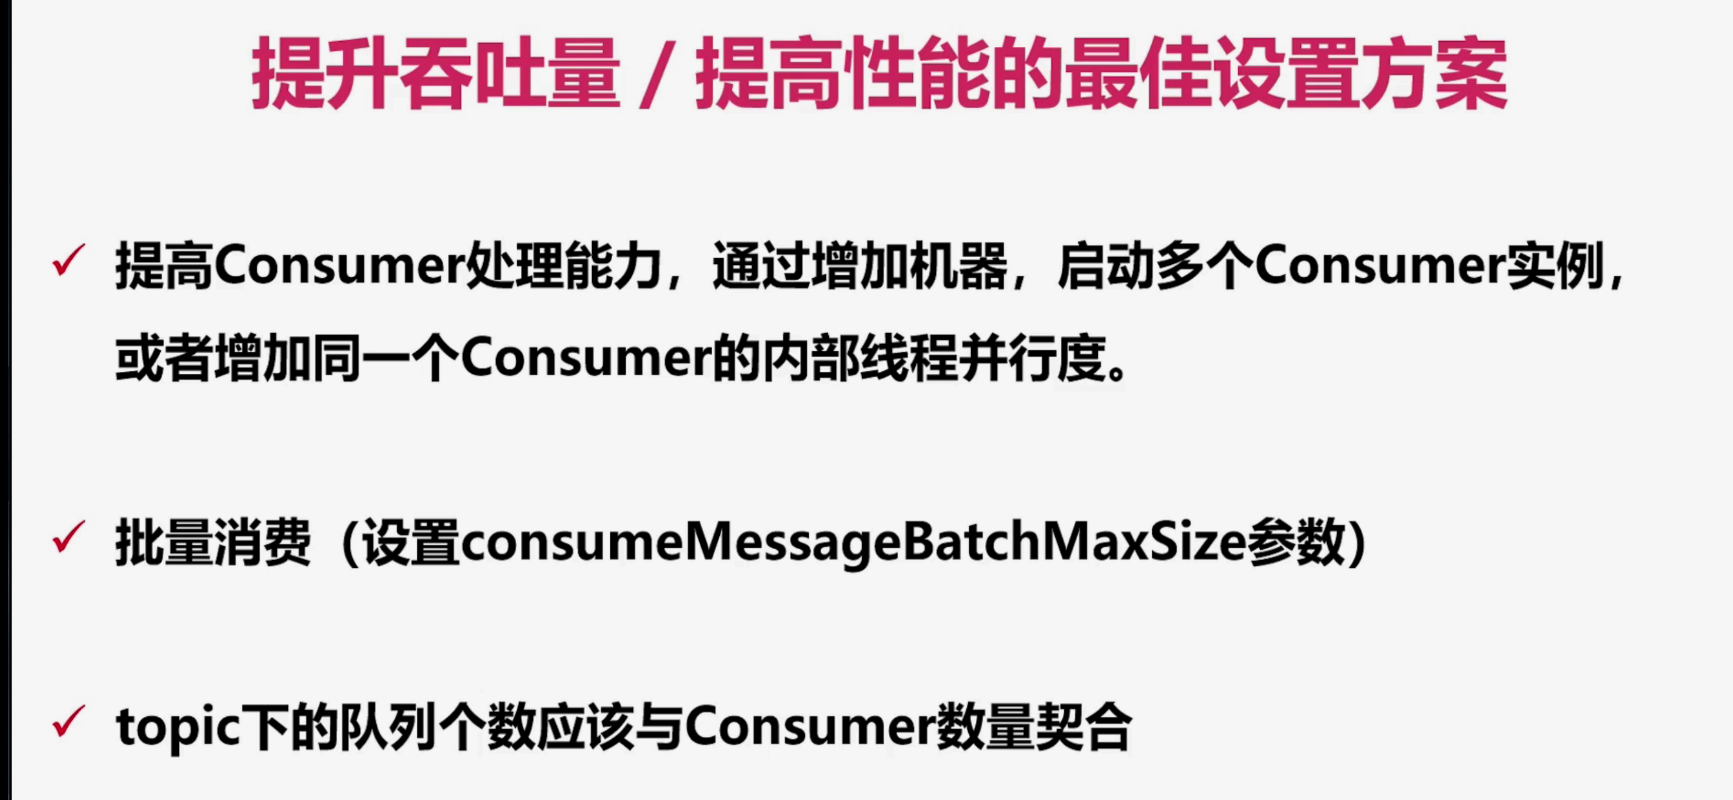 提升吞吐量 / 提高性能的最佳设置方案
✓ 提高Consumer处理能力，通过增加机器，启动多个Consumer实例，
或者增加同一个Consumer的内部线程并行度。
✓ 批量消费（设置consumeMessageBatchMaxSize参数）
✓ topic下的队列个数应该与Consumer数量契合